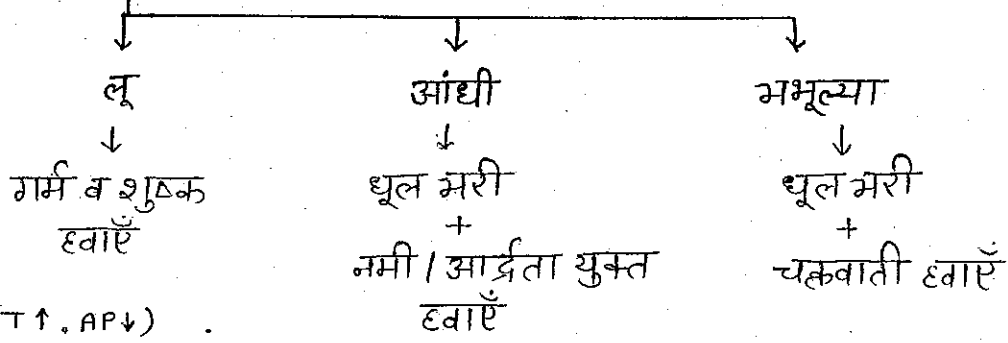 लू आंधी भभूल्या
गर्म व शुष्क धूल भरी धूल भरी
हवाएँ + +
नमी / आर्द्रता युक्त चक्रवाती हवाएँ
T↑, AP↓) हवाएँ